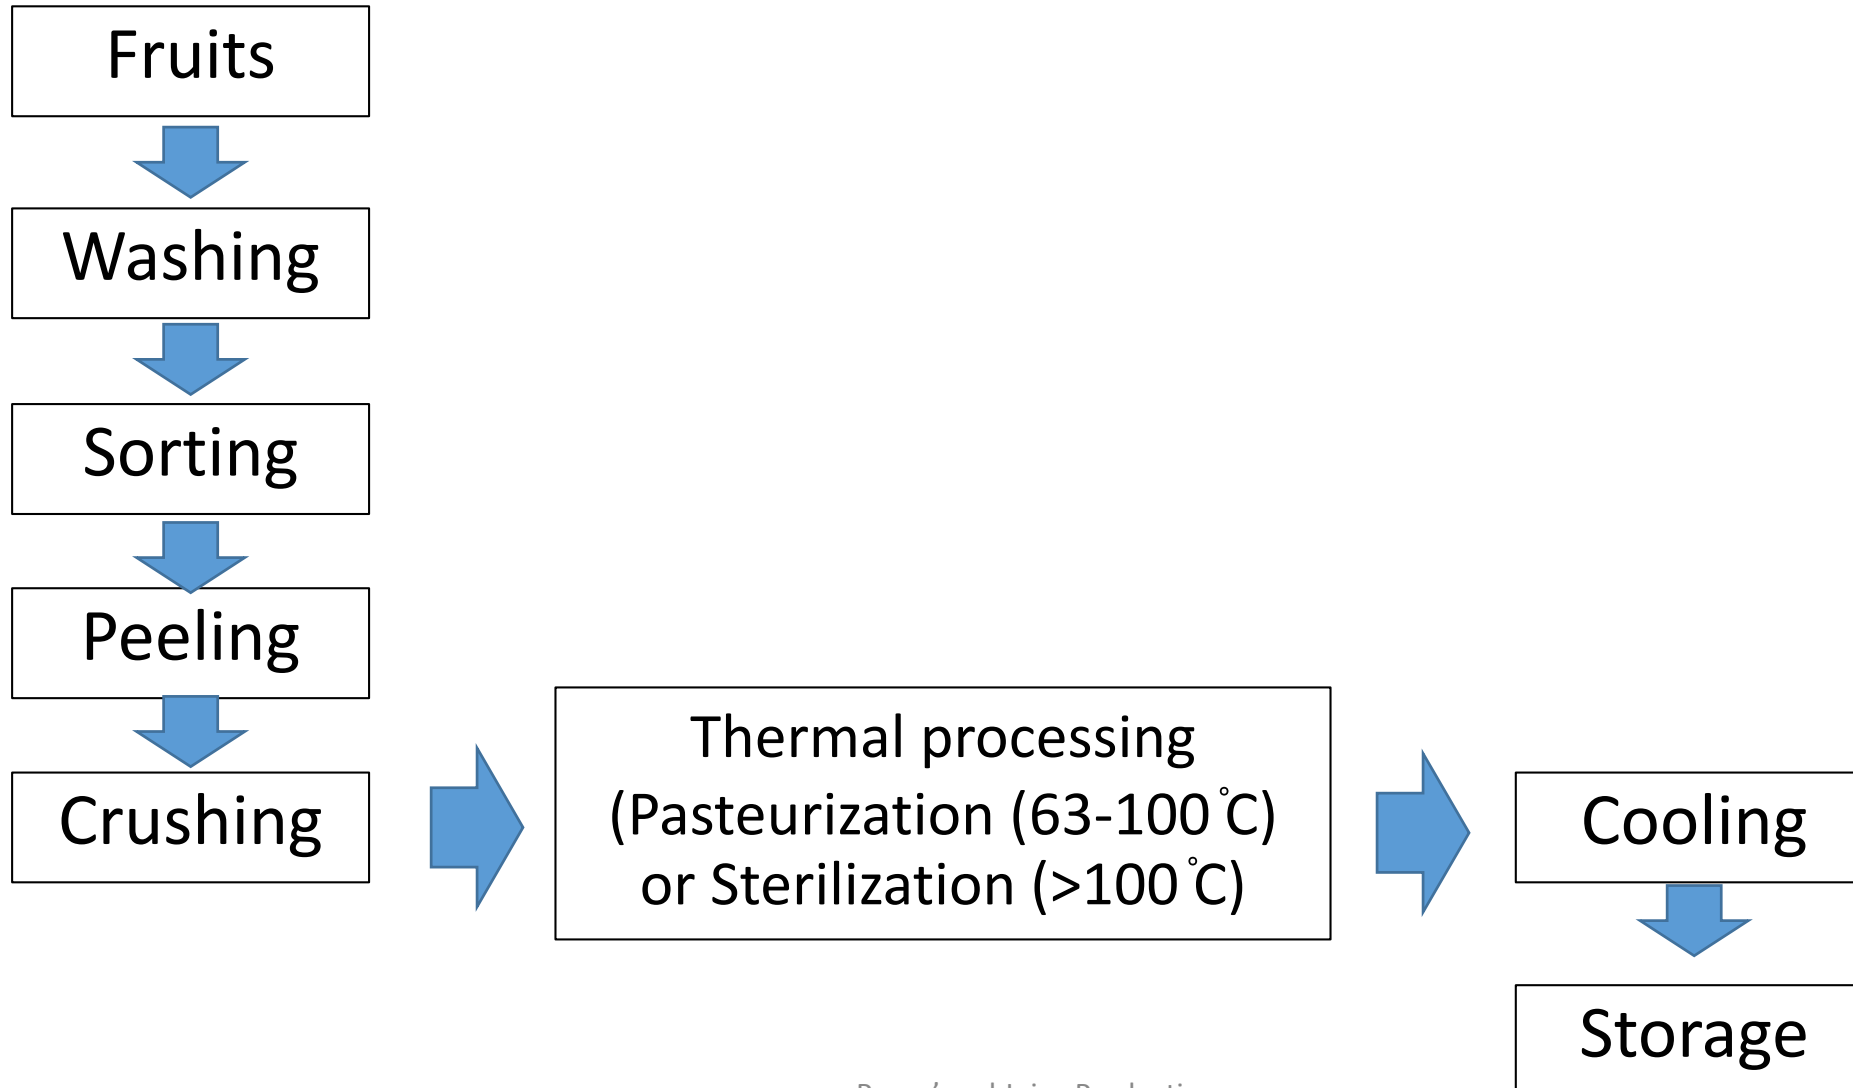 Fruits
Washing
Sorting
Peeling
Crushing
Thermal processing
(Pasteurization (63-100 ̊C)
or Sterilization (>100 ̊C)
Cooling
Storage